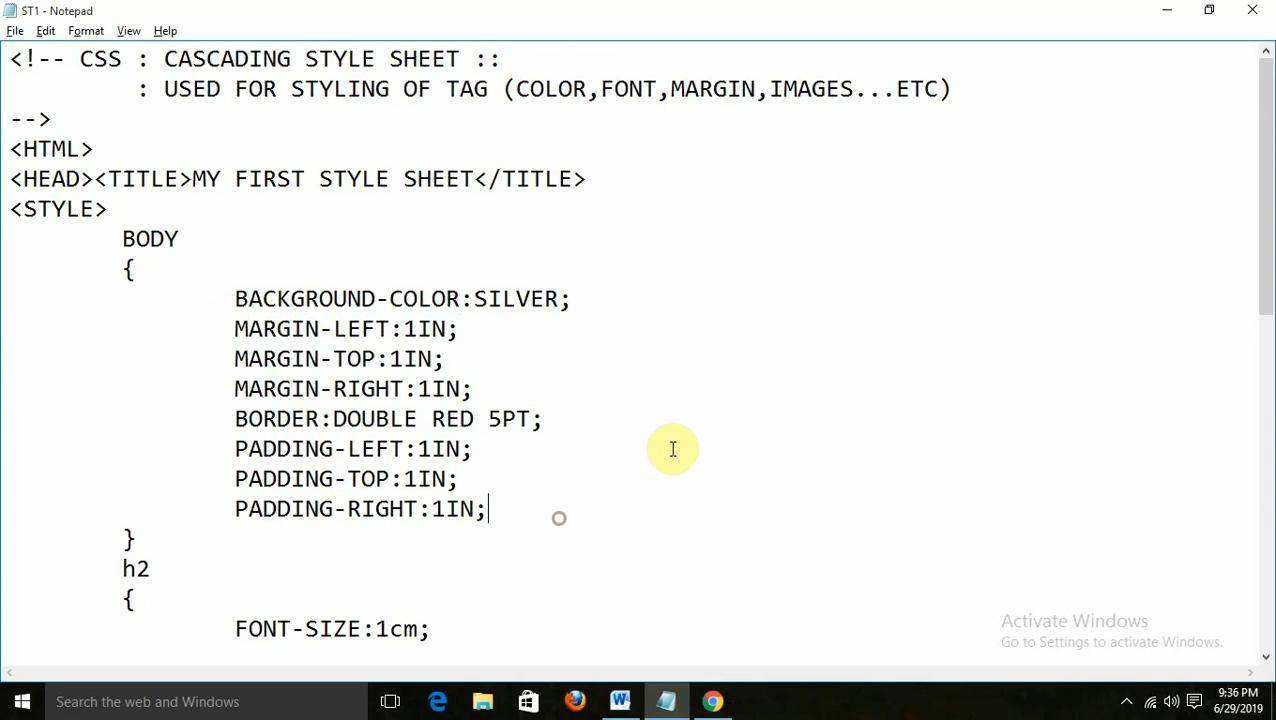 ST1 - Notepad
File Edit Format View Help
<!-- CSS : CASCADING STYLE SHEET ::
: USED FOR STYLING OF TAG (COLOR,FONT,MARGIN,IMAGES...ETC)
-->
<HTML>
<HEAD><TITLE>MY FIRST STYLE SHEET</TITLE>
<STYLE>
BODY
{
BACKGROUND-COLOR:SILVER;
MARGIN-LEFT:1IN;
MARGIN-TOP:1IN;
MARGIN-RIGHT:1IN;
BORDER:DOUBLE RED 5PT;
PADDING-LEFT:1IN;
PADDING-TOP:1IN;
PADDING-RIGHT:1IN;
}
h2
{
FONT-SIZE:1cm;
Activate Windows
Go to Settings to activate Windows.
Search the web and Windows
9:36 PM
6/29/2019